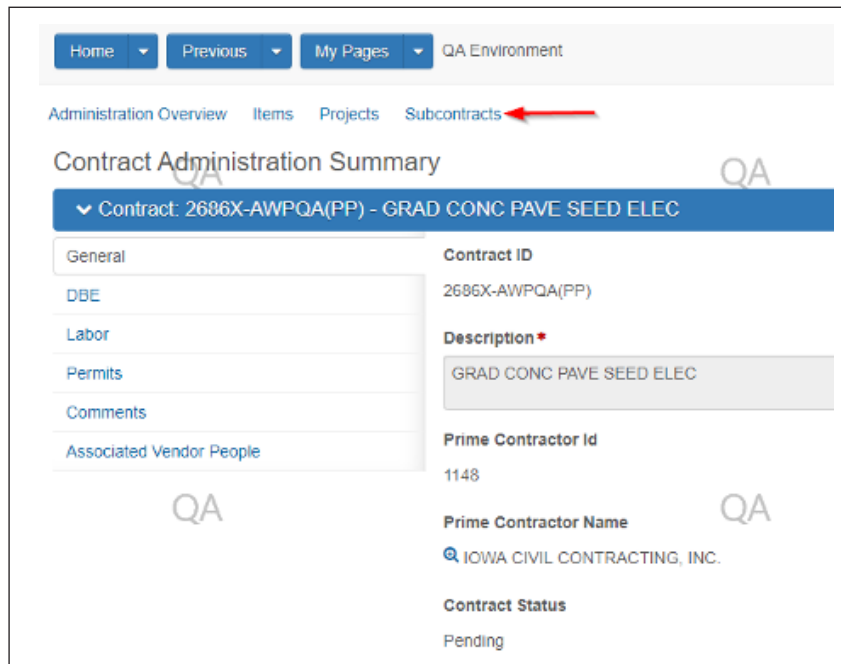 Home Previous My Pages QA Environment
Administration Overview Items Projects Subcontracts
Contract Administration Summary
QA QA
Contract: 2686X-AWPQA(PP) - GRAD CONC PAVE SEED ELEC
General
DBE
Labor
Permits
Comments
Associated Vendor People
QA
Contract ID
2686X-AWPQA(PP)
Description*
GRAD CONC PAVE SEED ELEC
Prime Contractor Id
1148
Prime Contractor Name
QA
IOWA CIVIL CONTRACTING, INC.
Contract Status
Pending